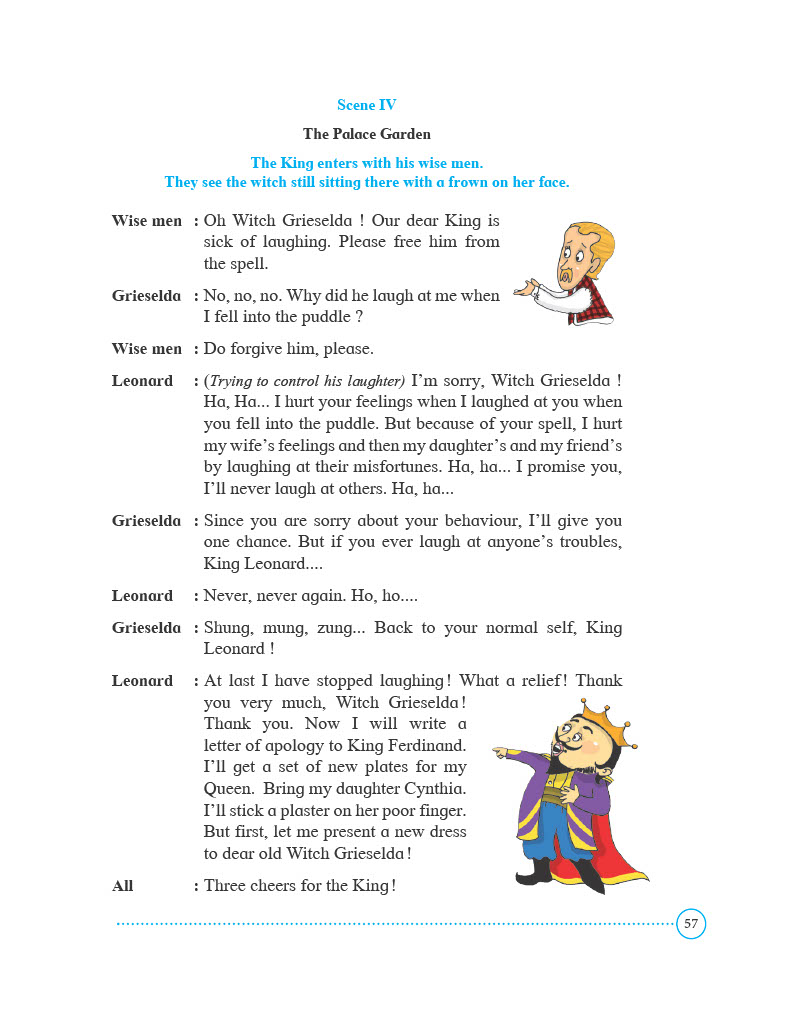 Scene IV
The Palace Garden
The King enters with his wise men.
They see the witch still sitting there with a frown on her face.
Wise men : Oh Witch Grieselda ! Our dear King is
sick of laughing. Please free him from
the spell.
Grieselda : No, no, no. Why did he laugh at me when
I fell into the puddle ?
Wise men : Do forgive him, please.
Leonard : (Trying to control his laughter) I'm sorry, Witch Grieselda !
Ha, Ha... I hurt your feelings when I laughed at you when
you fell into the puddle. But because of your spell, I hurt
my wife's feelings and then my daughter's and my friend's
by laughing at their misfortunes. Ha, ha... I promise you,
I'll never laugh at others. Ha, ha...
Grieselda : Since you are sorry about your behaviour, I'll give you
one chance. But if you ever laugh at anyone's troubles,
King Leonard....
Leonard : Never, never again. Ho, ho....
Grieselda : Shung, mung, zung... Back to your normal self, King
Leonard !
Leonard : At last I have stopped laughing! What a relief! Thank
you very much, Witch Grieselda!
Thank you. Now I will write a
letter of apology to King Ferdinand.
I'll get a set of new plates for my
Queen. Bring my daughter Cynthia.
I'll stick a plaster on her poor finger.
But first, let me present a new dress
to dear old Witch Grieselda!
All : Three cheers for the King!
57